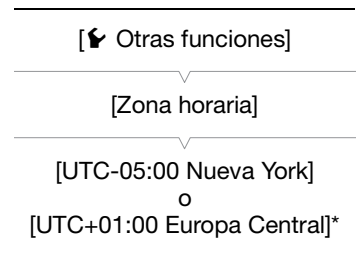 [Otras funciones]
[Zona horaria]
[UTC-05:00 Nueva York]
o
[UTC+01:00 Europa Central]*